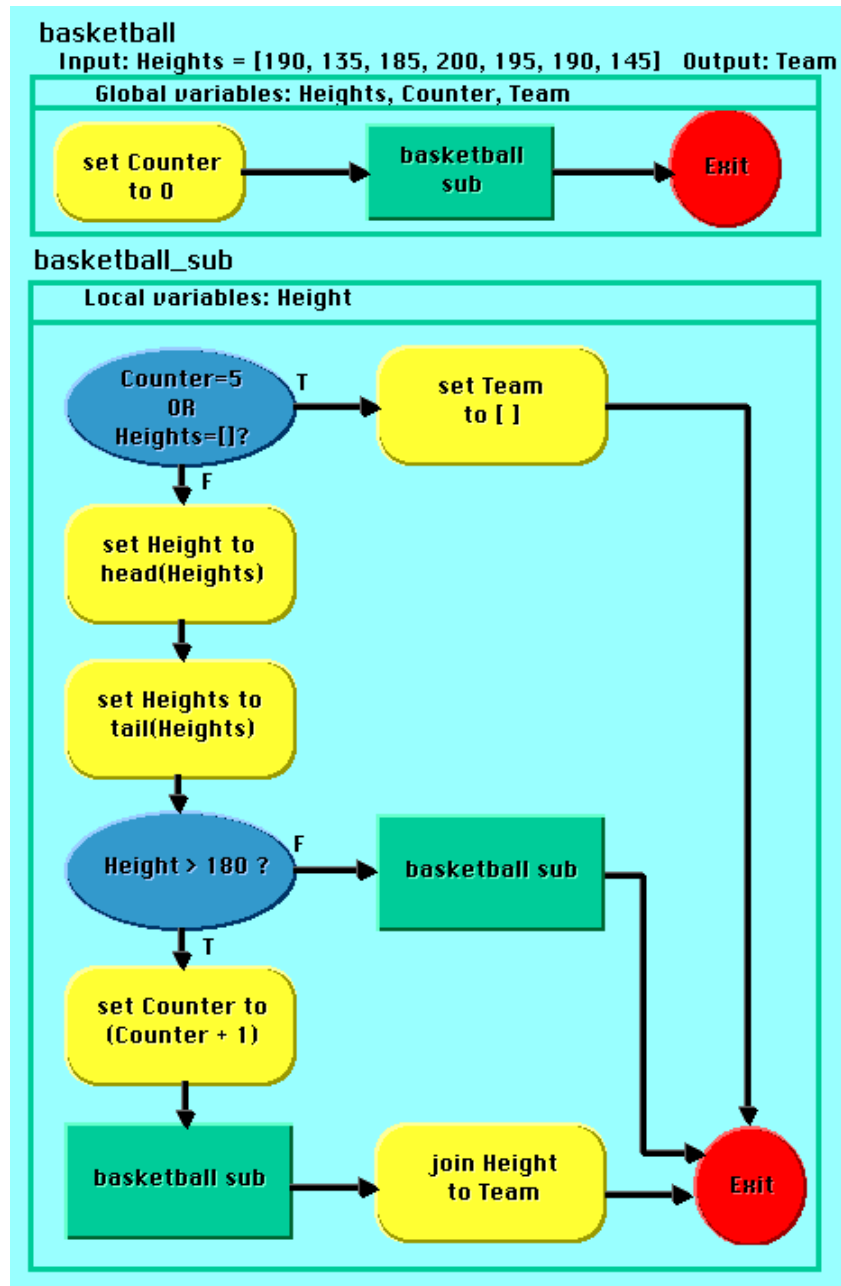 basketball
Input: Heights = [190, 135, 185, 200, 195, 190, 145] Output: Team
Global variables: Heights, Counter, Team
set Counter
to 0
basketball
sub
Exit
basketball_sub
Local variables: Height
Counter=5
OR
Heights=[]?
T
set Team
to [ ]
F
set Height to
head(Heights)
set Heights to
tail(Heights)
Height > 180 ?
F
basketball sub
T
set Counter to
(Counter + 1)
basketball sub
join Height
to Team
Exit